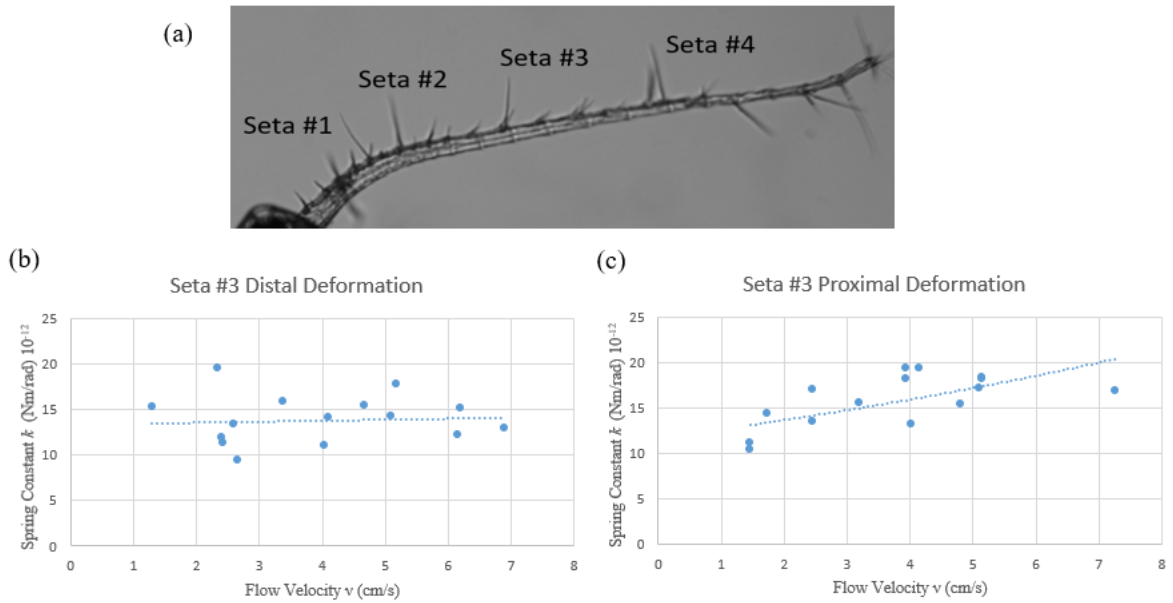 (a)
Seta #1
Seta #2
Seta #3
Seta #4
(b)
Seta #3 Distal Deformation
Spring Constant k (Nm/rad) 10⁻¹²
25
20
15
10
5
0
0 1 2 3 4 5 6 7 8
Flow Velocity v (cm/s)
(c)
Seta #3 Proximal Deformation
Spring Constant k (Nm/rad) 10⁻¹²
25
20
15
10
5
0
0 1 2 3 4 5 6 7 8
Flow Velocity v (cm/s)